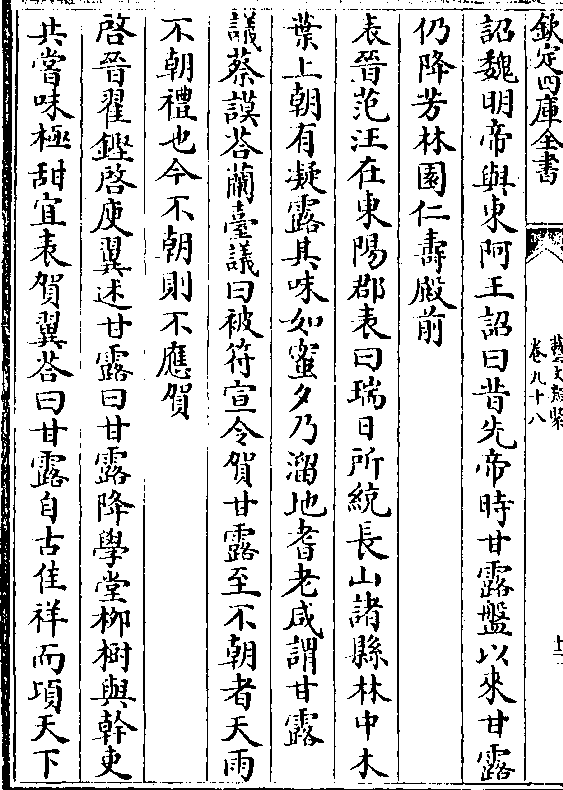 欽定四庫全書
藝文類聚
卷九十八
詔魏明帝與東阿王詔曰昔先帝時甘露盤以來甘露
仍降芳林園仁壽殿前
表晉范汪在東陽郡表曰瑞日所統長山諸縣林中木
葉上朝有凝露其味如蜜夕乃溜地耆老咸謂甘露
議蔡謨荅蘭臺議曰被符宣令賀甘露至不朝者天雨
不朝禮也今不朝則不應賀
啓晉翟鏗啓庾翼述甘露曰甘露降學堂柳樹與幹吏
共嘗味極甜宜表賀翼荅曰甘露自古佳祥而項天下